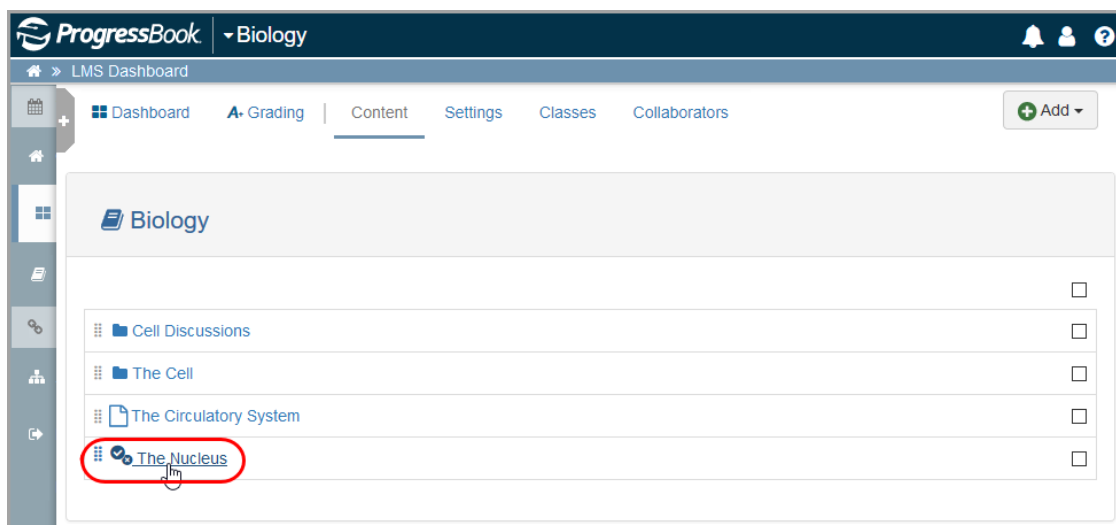 ProgressBook. Biology
» LMS Dashboard
Dashboard A+ Grading Content Settings Classes Collaborators Add
Biology
Cell Discussions
The Cell
The Circulatory System
The Nucleus